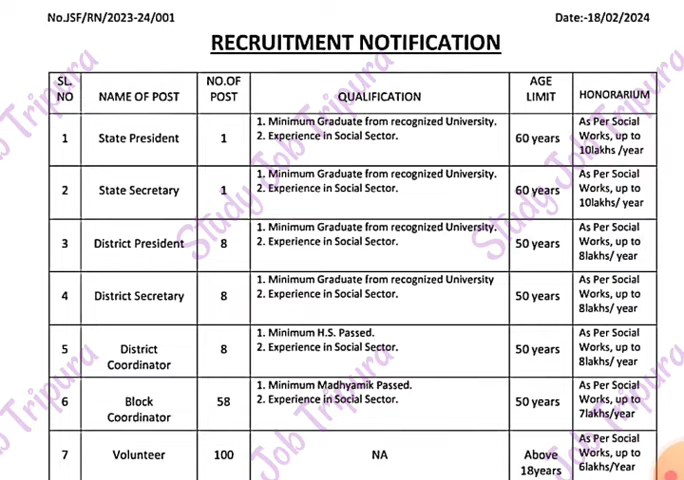 No.JSF/RN/2023-24/001 Date:-18/02/2024
RECRUITMENT NOTIFICATION
SL. NO NAME OF POST NO.OF POST QUALIFICATION AGE LIMIT HONORARIUM
1 State President 1 1. Minimum Graduate from recognized University. 2. Experience in Social Sector. 60 years As Per Social Works, up to 10lakhs /year
2 State Secretary 1 1. Minimum Graduate from recognized University. 2. Experience in Social Sector. 60 years As Per Social Works, up to 10lakhs/ year
3 District President 8 1. Minimum Graduate from recognized University. 2. Experience in Social Sector. 50 years As Per Social Works, up to 8lakhs/ year
4 District Secretary 8 1. Minimum Graduate from recognized University 2. Experience in Social Sector. 50 years As Per Social Works, up to 8lakhs/ year
5 District Coordinator 8 1. Minimum H.S. Passed. 2. Experience in Social Sector. 50 years As Per Social Works, up to 8lakhs/ year
6 Block Coordinator 58 1. Minimum Madhyamik Passed. 2. Experience in Social Sector. 50 years As Per Social Works, up to 7lakhs/year
7 Volunteer 100 NA Above 18years As Per Social Works, up to 6lakhs/Year
Study Job Tripura
Study Job Tripura
Job Tripura
Job Tripura
Tripura
Tripura